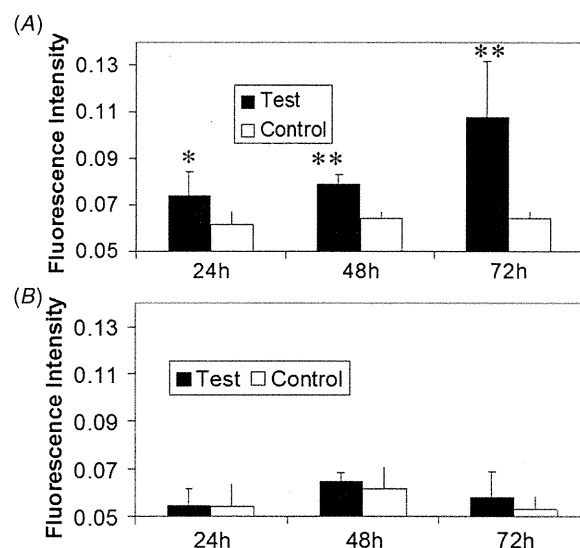 (A)
Fluorescence Intensity
0.13
0.11
0.09
0.07
0.05
Test
Control
*
**
**
24h
48h
72h
(B)
Fluorescence Intensity
0.13
0.11
0.09
0.07
0.05
Test Control
24h
48h
72h